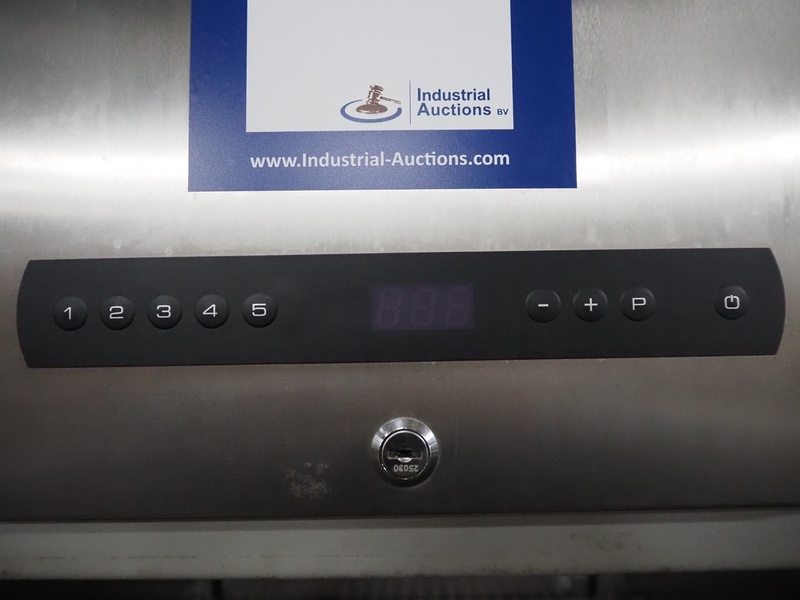 Industrial
Auctions BV
www.Industrial-Auctions.com
1 2 3 4 5 - + P
25030